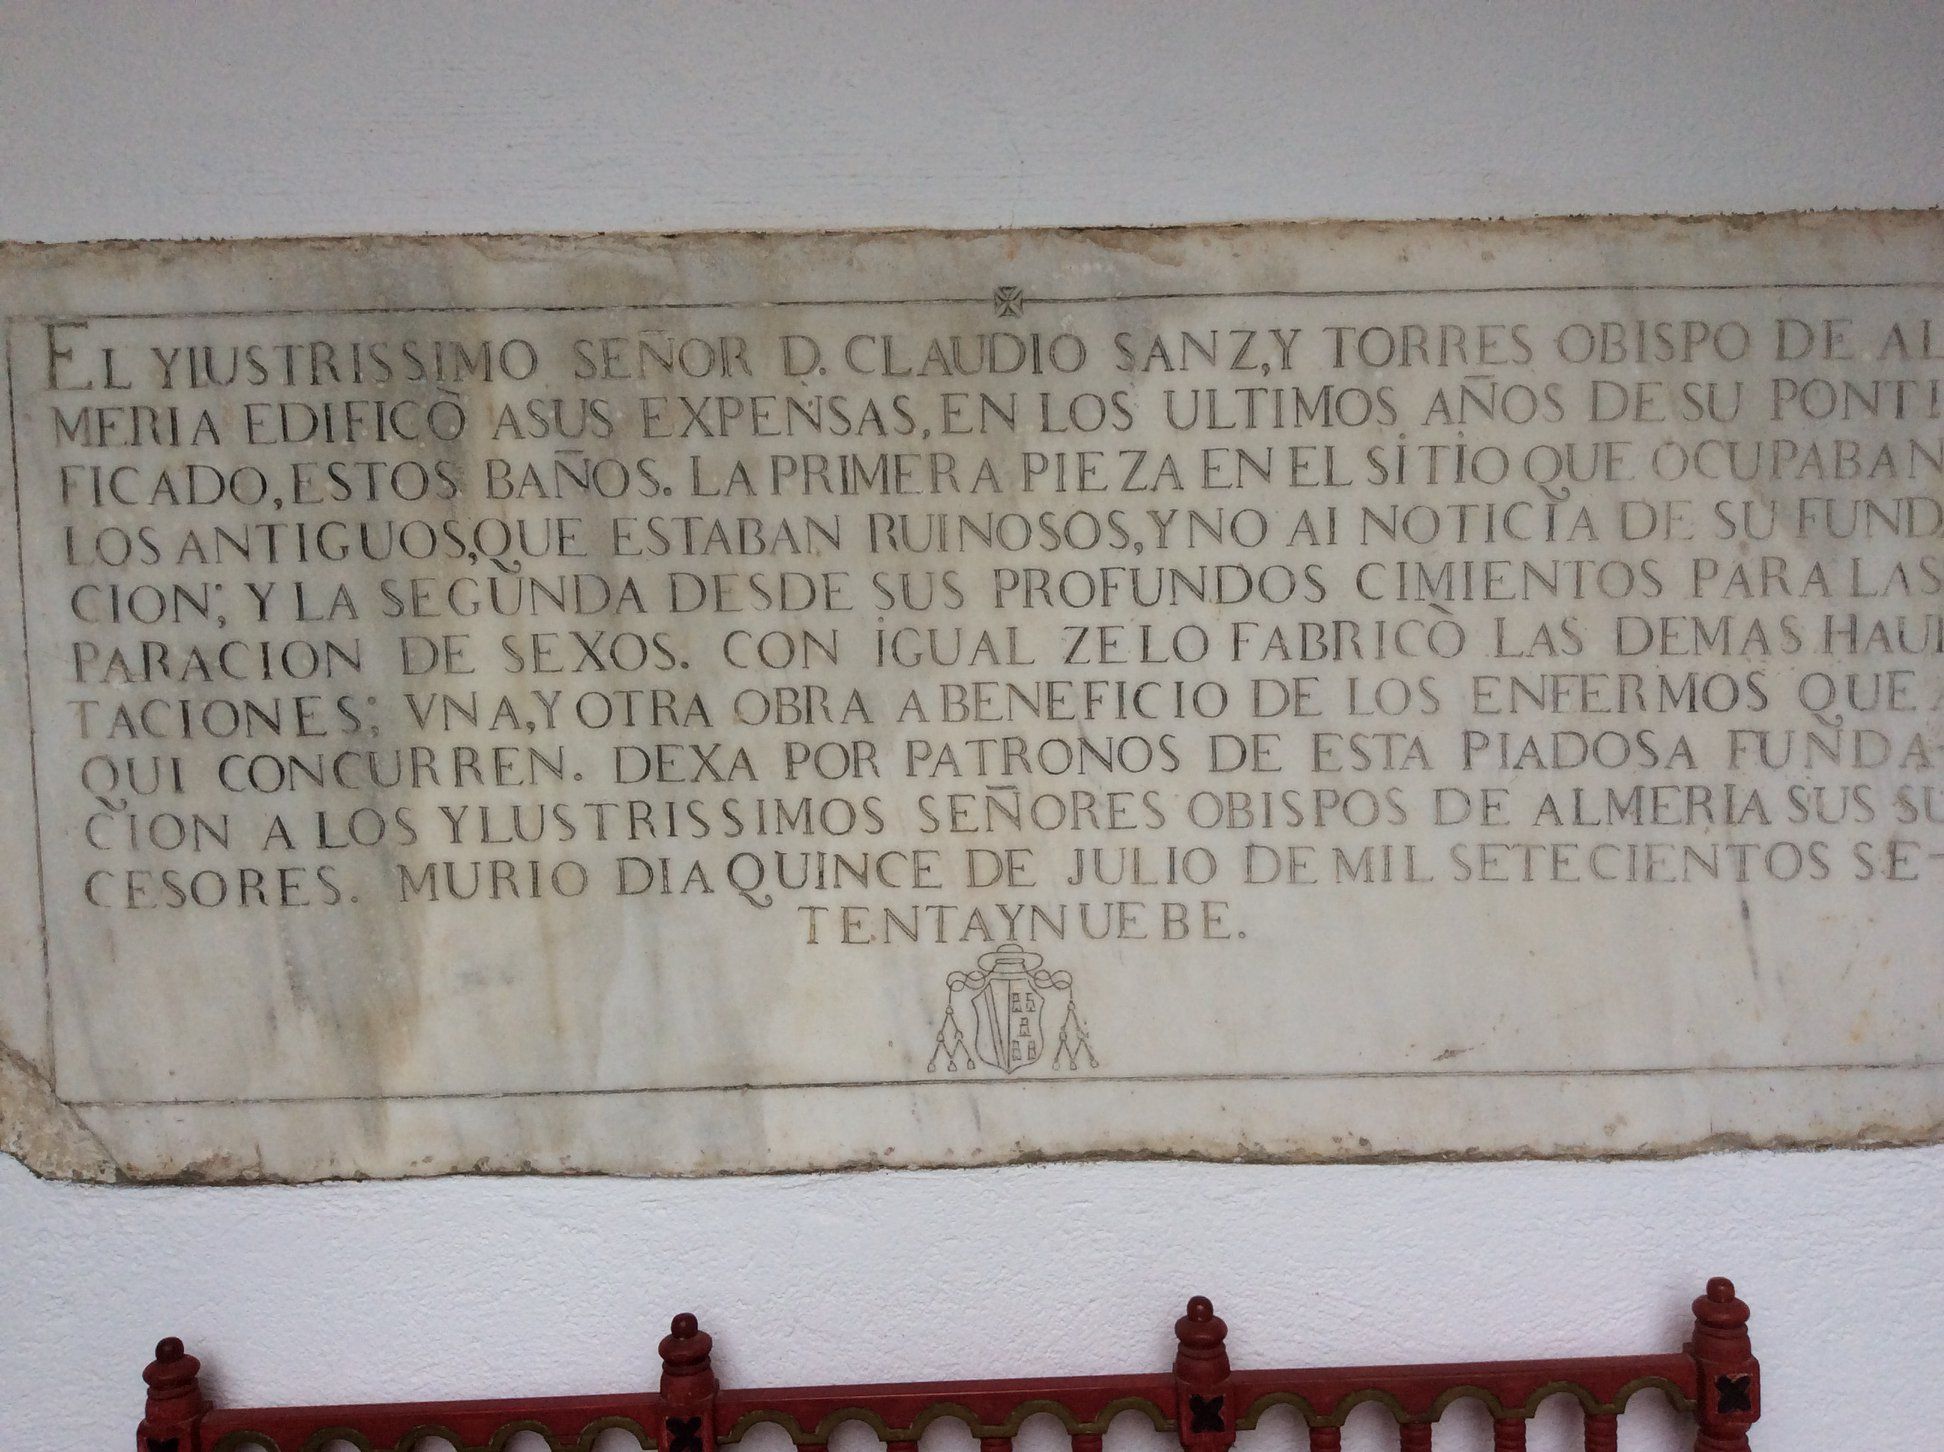 EL YLUSTRISSIMO SEÑOR D. CLAUDIO SANZ, Y TORRES OBISPO DE AL
MERIA EDIFICÒ ASUS EXPENSAS, EN LOS ULTIMOS AÑOS DE SU PONTI
FICADO, ESTOS BAÑOS. LA PRIMERA PIEZA EN EL SITIO QUE OCUPABAN
LOS ANTIGUOS, QUE ESTABAN RUINOSOS, Y NO AI NOTICIA DE SU FUNDA
CION; Y LA SEGUNDA DESDE SUS PROFUNDOS CIMIENTOS PARA LAS
PARACION DE SEXOS. CON IGUAL ZELO FABRICÒ LAS DEMAS HAUI
TACIONES; VNA, Y OTRA OBRA A BENEFICIO DE LOS ENFERMOS QUE A
QUI CONCURREN. DEXA POR PATRONOS DE ESTA PIADOSA FUNDA-
CION A LOS YLUSTRISSIMOS SEÑORES OBISPOS DE ALMERIA SUS SU
CESORES. MURIO DIA QUINCE DE JULIO DE MIL SETECIENTOS SE-
TENTAYNUEBE.